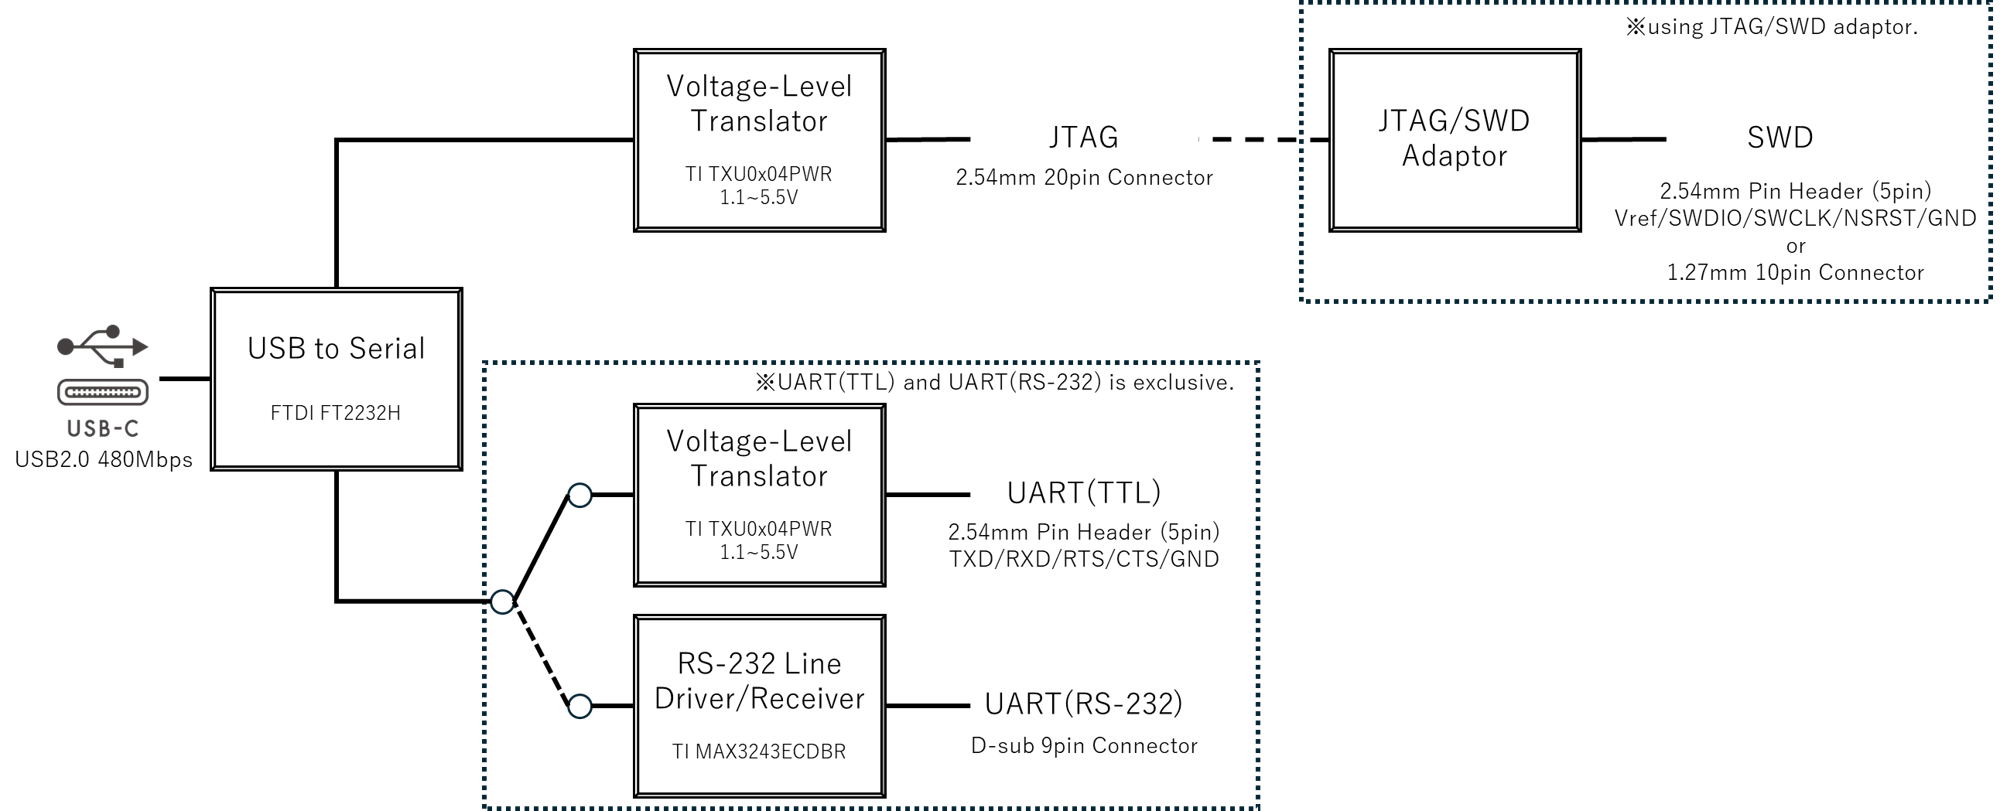 ※using JTAG/SWD adaptor.
Voltage-Level
Translator
TI TXU0x04PWR
1.1~5.5V
JTAG
2.54mm 20pin Connector
JTAG/SWD
Adaptor
SWD
2.54mm Pin Header (5pin)
Vref/SWDIO/SWCLK/NSRST/GND
or
1.27mm 10pin Connector
USB-C
USB2.0 480Mbps
USB to Serial
FTDI FT2232H
※UART(TTL) and UART(RS-232) is exclusive.
Voltage-Level
Translator
TI TXU0x04PWR
1.1~5.5V
UART(TTL)
2.54mm Pin Header (5pin)
TXD/RXD/RTS/CTS/GND
RS-232 Line
Driver/Receiver
TI MAX3243ECDBR
UART(RS-232)
D-sub 9pin Connector